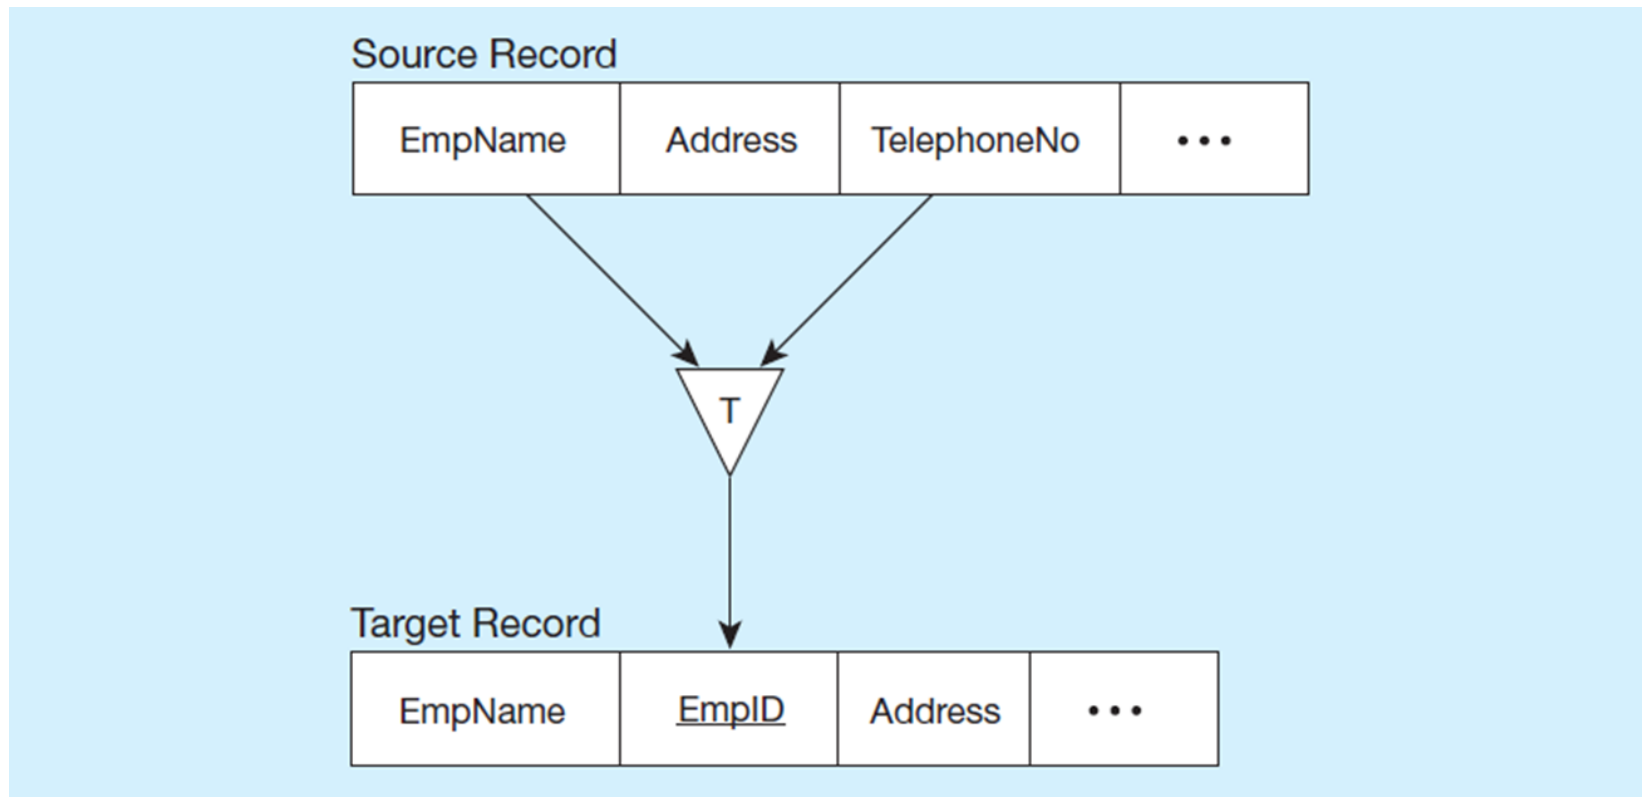 Source Record
EmpName Address TelephoneNo •••
T
Target Record
EmpName EmpID Address •••